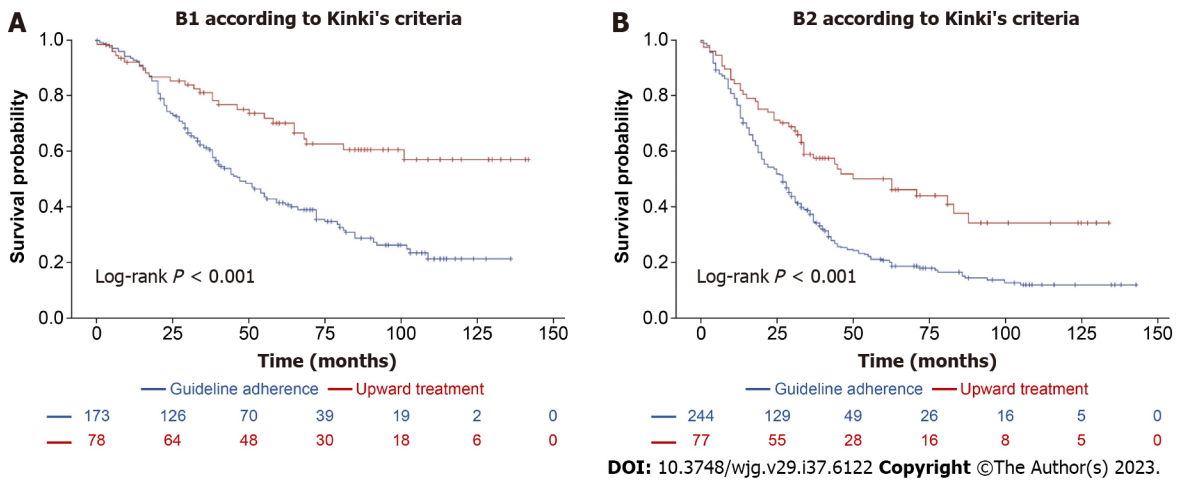 A
B1 according to Kinki's criteria
Survival probability
1.0
0.8
0.6
0.4
0.2
0.0
Log-rank P < 0.001
0 25 50 75 100 125 150
Time (months)
Guideline adherence Upward treatment
173 126 70 39 19 2 0
78 64 48 30 18 6 0
B
B2 according to Kinki's criteria
Survival probability
1.0
0.8
0.6
0.4
0.2
0.0
Log-rank P < 0.001
0 25 50 75 100 125 150
Time (months)
Guideline adherence Upward treatment
244 129 49 26 16 5 0
77 55 28 16 8 5 0
DOI: 10.3748/wjg.v29.i37.6122 Copyright ©The Author(s) 2023.